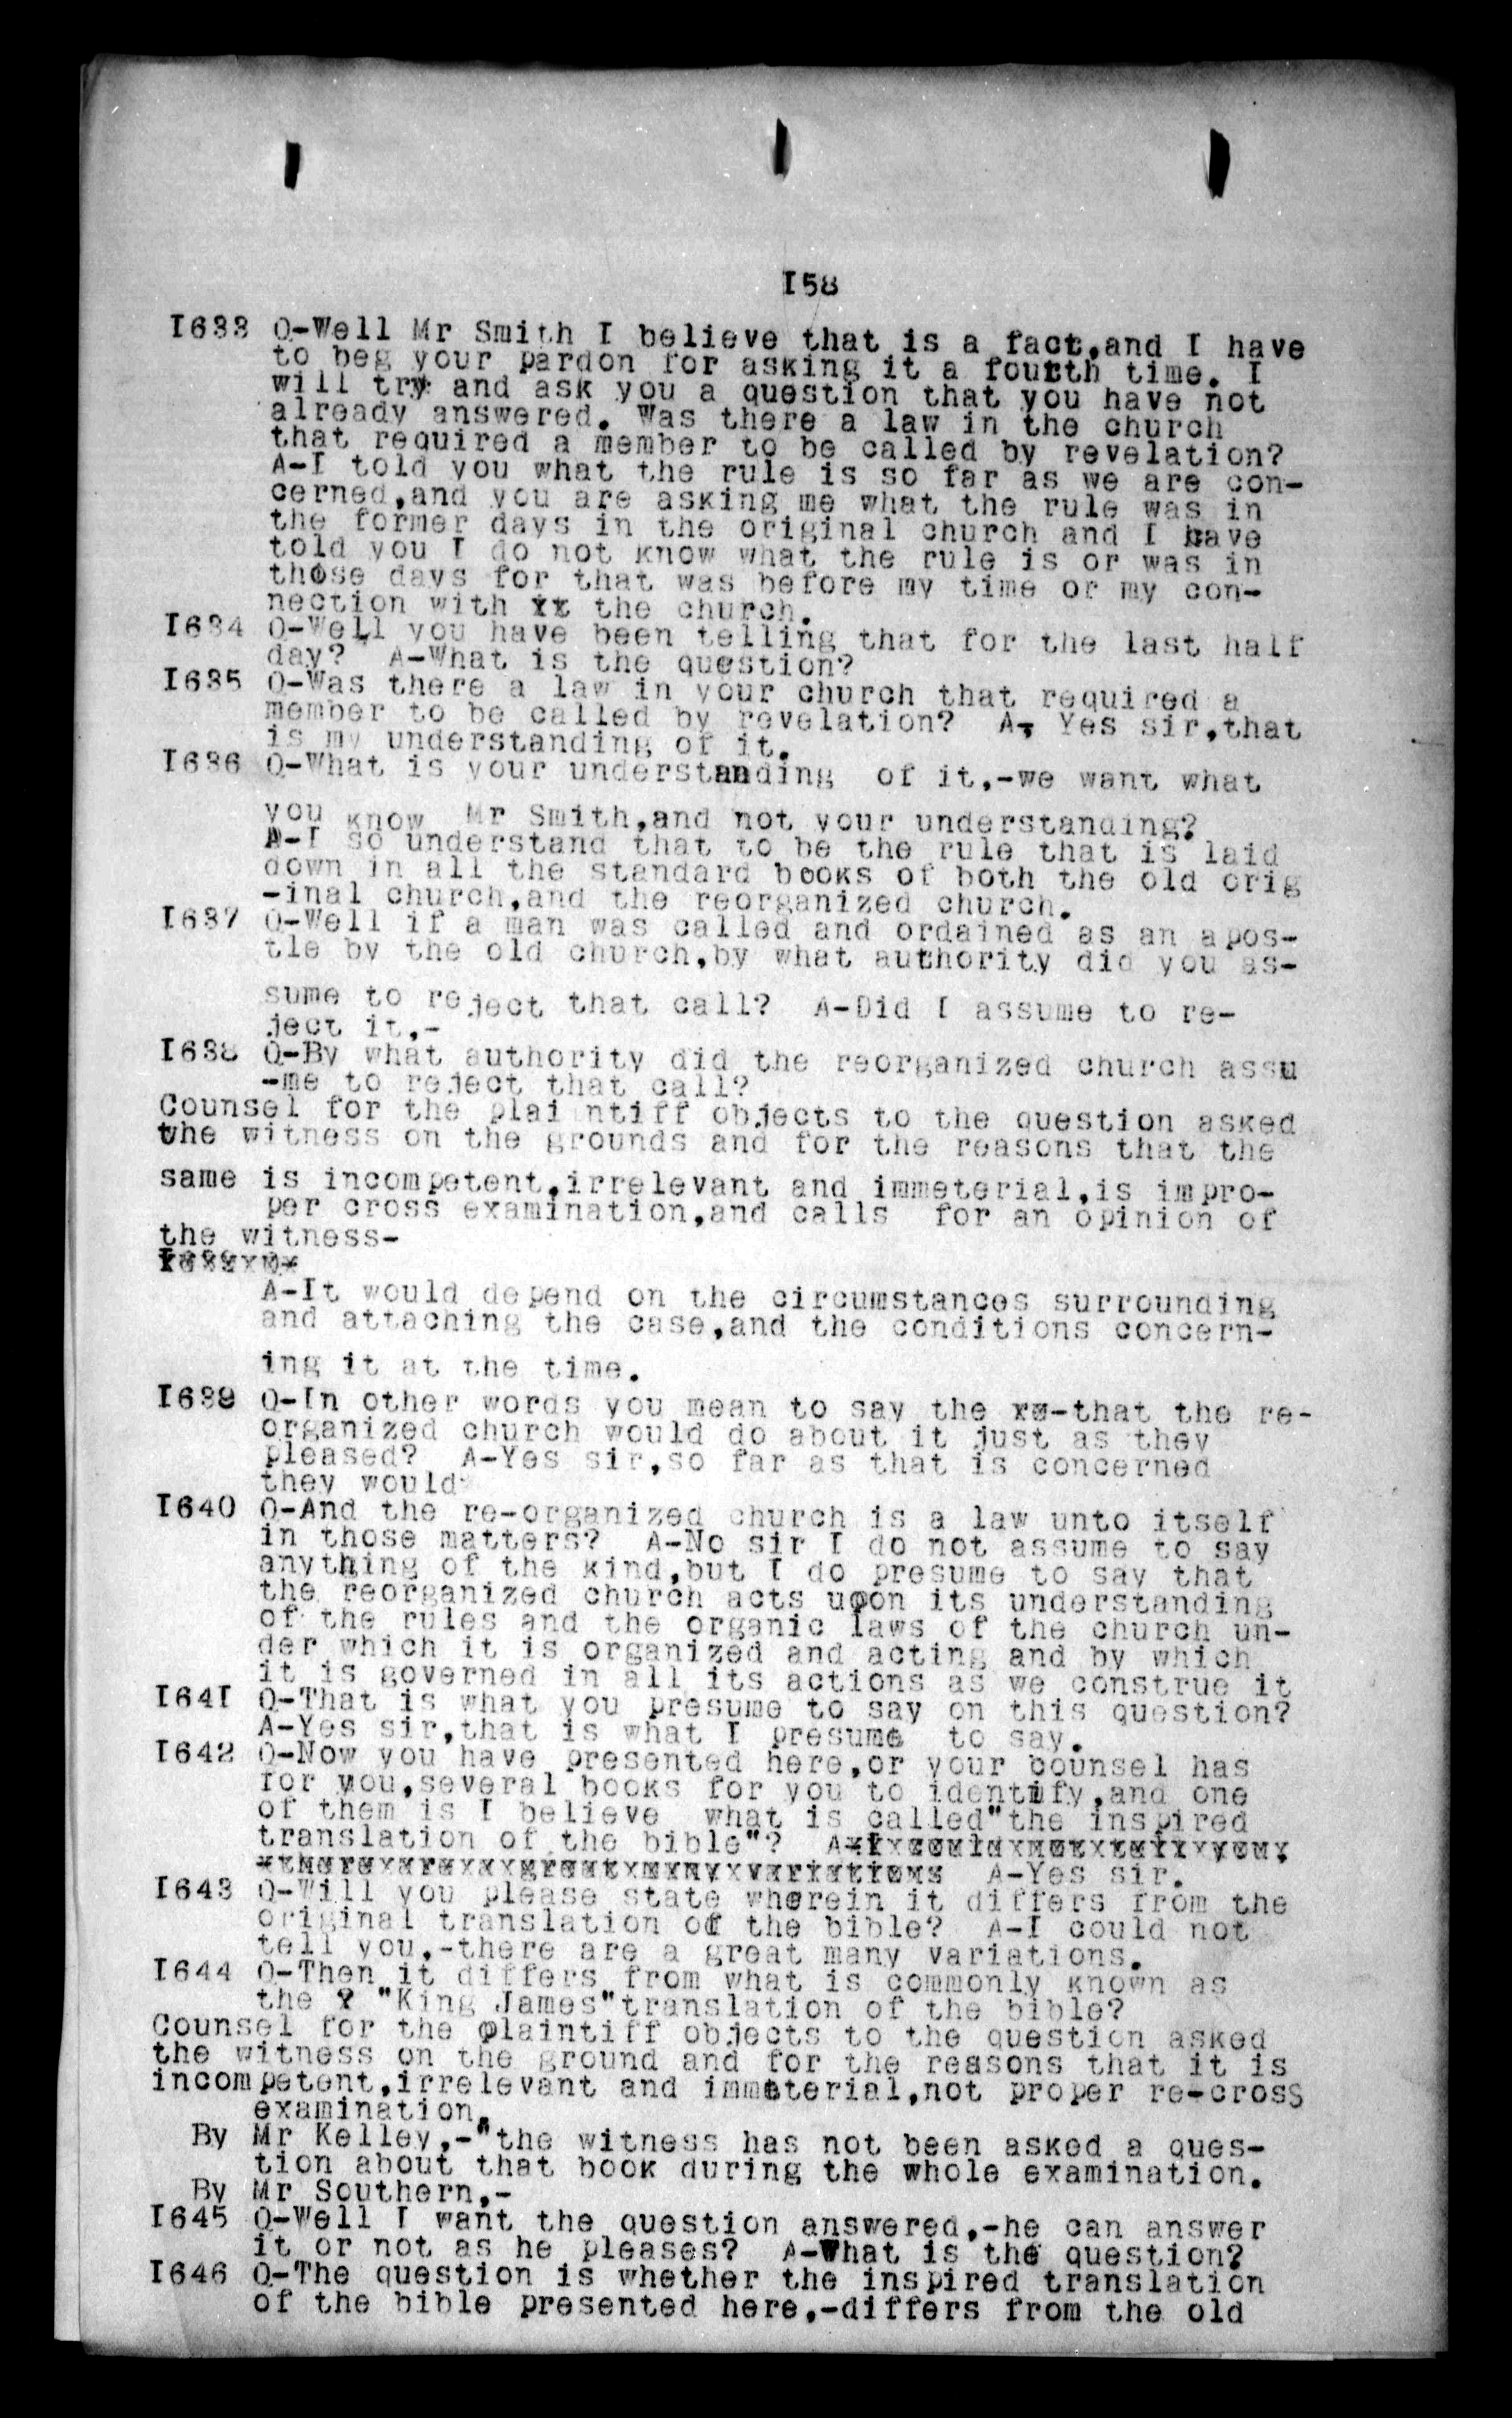 I58
I633 Q-Well Mr Smith I believe that is a fact,and I have
to beg your pardon for asking it a fourth time. I
will try and ask you a question that you have not
already answered. Was there a law in the church
that required a member to be called by revelation?
A-I told you what the rule is so far as we are con-
cerned,and you are asking me what the rule was in
the former days in the original church and I have
told you I do not know what the rule is or was in
those days for that was before my time or my con-
nection with the church.
I634 Q-Well you have been telling that for the last half
day? A-What is the question?
I635 Q-Was there a law in your church that required a
member to be called by revelation? A- Yes sir,that
is my understanding of it.
I636 Q-What is your understanding of it,-we want what
you know Mr Smith,and not your understanding?
A-I so understand that to be the rule that is laid
down in all the standard books of both the old orig
-inal church,and the reorganized church.
I637 Q-Well if a man was called and ordained as an apos-
tle by the old church,by what authority did you as-
sume to reject that call? A-Did I assume to re-
ject it,-
I638 Q-By what authority did the reorganized church assu
-me to reject that call?
Counsel for the plai ntiff objects to the question asked
the witness on the grounds and for the reasons that the
same is incompetent,irrelevant and immeterial,is impro-
per cross examination,and calls for an opinion of
the witness-
A-It would depend on the circumstances surrounding
and attaching the case,and the conditions concern-
ing it at the time.
I639 Q-In other words you mean to say the re-that the re-
organized church would do about it just as they
pleased? A-Yes sir,so far as that is concerned
they would
I640 Q-And the re-organized church is a law unto itself
in those matters? A-No sir I do not assume to say
anything of the kind,but I do presume to say that
the reorganized church acts upon its understanding
of the rules and the organic laws of the church un-
der which it is organized and acting and by which
it is governed in all its actions as we construe it
I641 Q-That is what you presume to say on this question?
A-Yes sir,that is what I presume to say.
I642 Q-Now you have presented here,or your counsel has
for you,several books for you to identify,and one
of them is I believe what is called"the inspired
translation of the bible"?
A-Yes sir.
I643 Q-Will you please state wherein it differs from the
original translation of the bible? A-I could not
tell you,-there are a great many variations.
I644 Q-Then it differs from what is commonly known as
the "King James"translation of the bible?
Counsel for the plaintiff objects to the question asked
the witness on the ground and for the reasons that it is
incompetent,irrelevant and immaterial,not proper re-cross
examination.
By Mr Kelley,-"the witness has not been asked a ques-
tion about that book during the whole examination.
By Mr Southern,-
I645 Q-Well I want the question answered,-he can answer
it or not as he pleases? A-What is the question?
I646 Q-The question is whether the inspired translation
of the bible presented here,-differs from the old